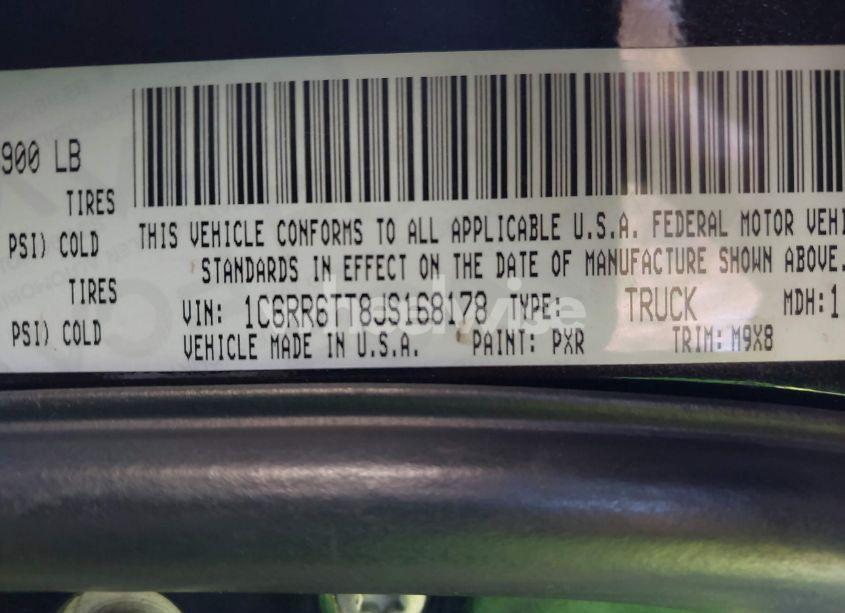 900 LB
TIRES
PSI) COLD
TIRES
PSI) COLD
THIS VEHICLE CONFORMS TO ALL APPLICABLE U.S.A. FEDERAL MOTOR VEHI
STANDARDS IN EFFECT ON THE DATE OF MANUFACTURE SHOWN ABOVE.
VIN: 1C6RR6TT8JS168178 TYPE: TRUCK MDH:1
VEHICLE MADE IN U.S.A. PAINT: PXR TRIM: M9X8